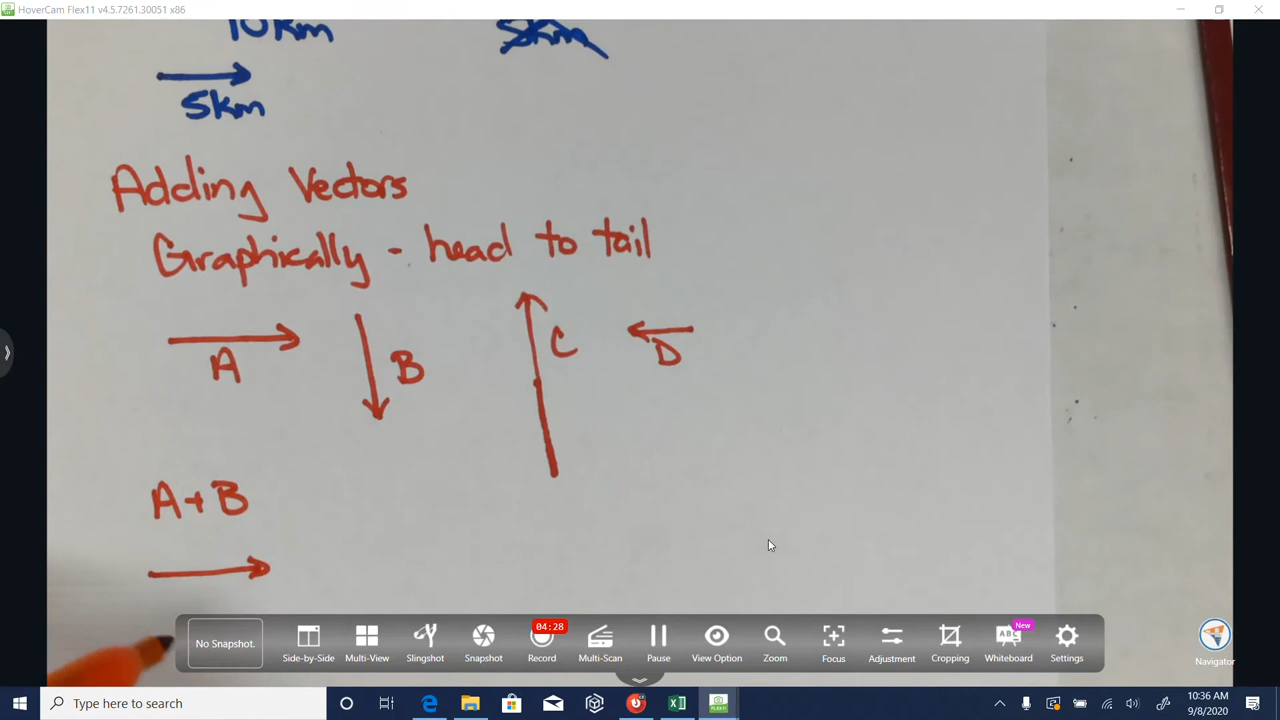 HoverCam Flex11 v4.5.7261.30051 x86
10km
5km
5km
Adding Vectors
Graphically - head to tail
A
B
C
D
A+B
No Snapshot.
Side-by-Side
Multi-View
Slingshot
Snapshot
04:28
Record
Multi-Scan
Pause
View Option
Zoom
Focus
Adjustment
Cropping
New
ABC
Whiteboard
Settings
Navigator
Type here to search
FLEX11
10:36 AM
9/8/2020